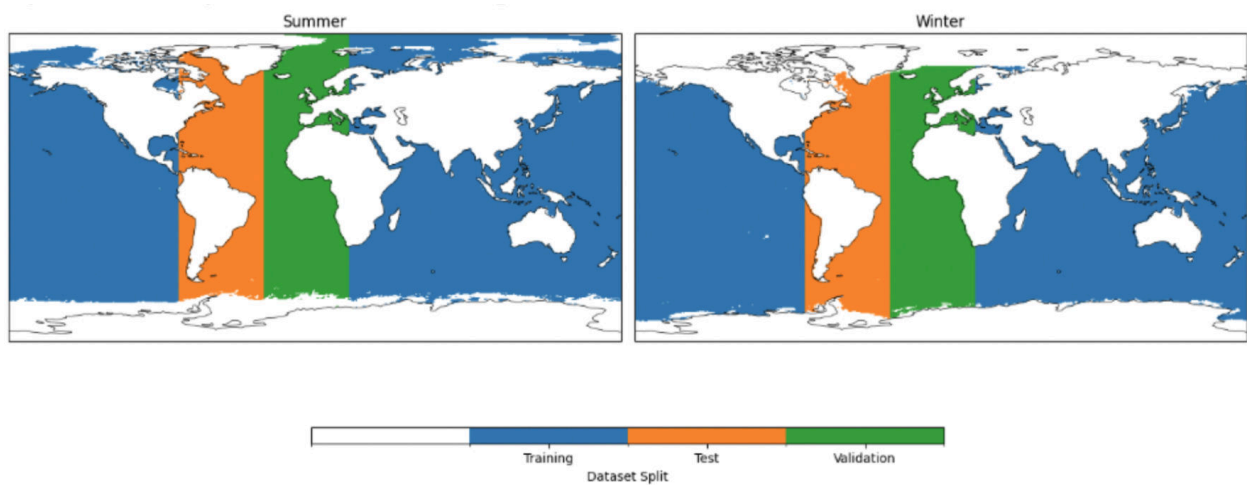 Summer
Winter
Training
Test
Validation
Dataset Split